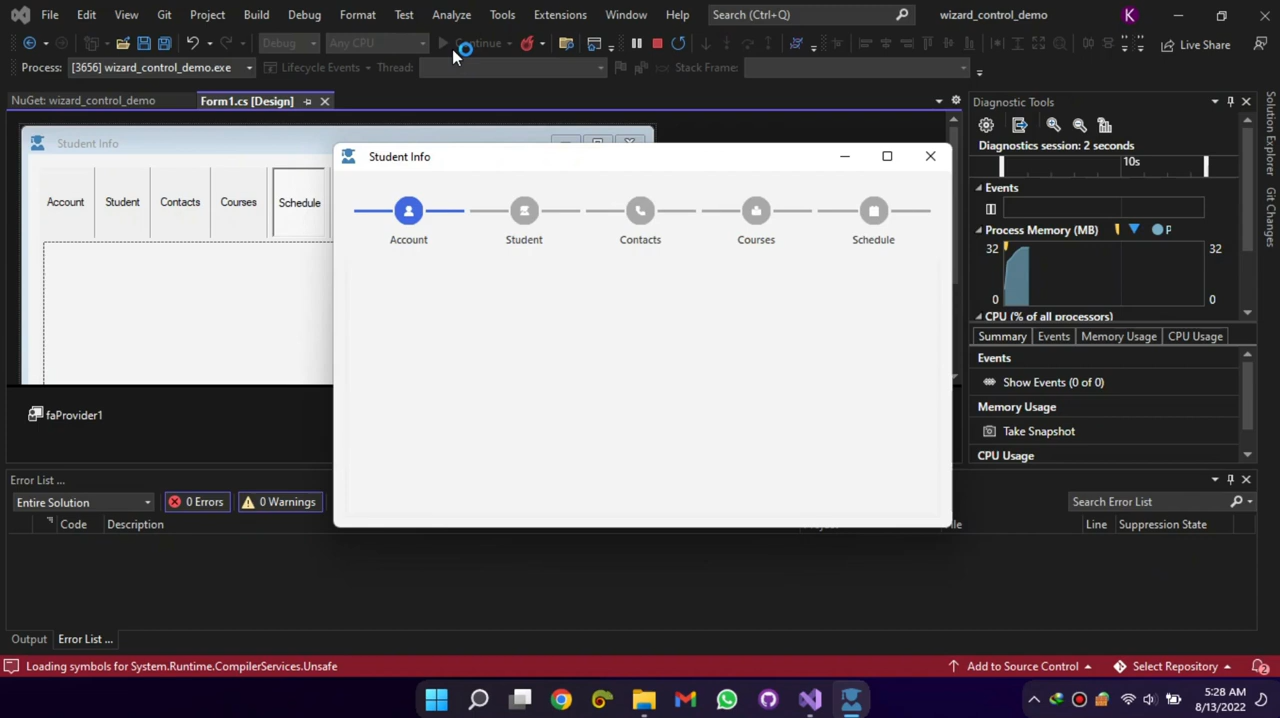 File Edit View Git Project Build Debug Format Test Analyze Tools Extensions Window Help Search (Ctrl+Q) wizard_control_demo K
Debug Any CPU Continue Live Share
Process: [3656] wizard_control_demo.exe Lifecycle Events Thread: Stack Frame:
NuGet: wizard_control_demo Form1.cs [Design]
Student Info
Account Student Contacts Courses Schedule
Student Info
Account Student Contacts Courses Schedule
faProvider1
Diagnostic Tools
Diagnostics session: 2 seconds
10s
Events
Process Memory (MB) P
32 32
0 0
CPU (% of all processors)
Summary Events Memory Usage CPU Usage
Events
Show Events (0 of 0)
Memory Usage
Take Snapshot
CPU Usage
Solution Explorer
Git Changes
Error List ...
Entire Solution 0 Errors 0 Warnings Search Error List
Code Description Line Suppression State
Output Error List ...
Loading symbols for System.Runtime.CompilerServices.Unsafe Add to Source Control Select Repository 2
5:28 AM
8/13/2022